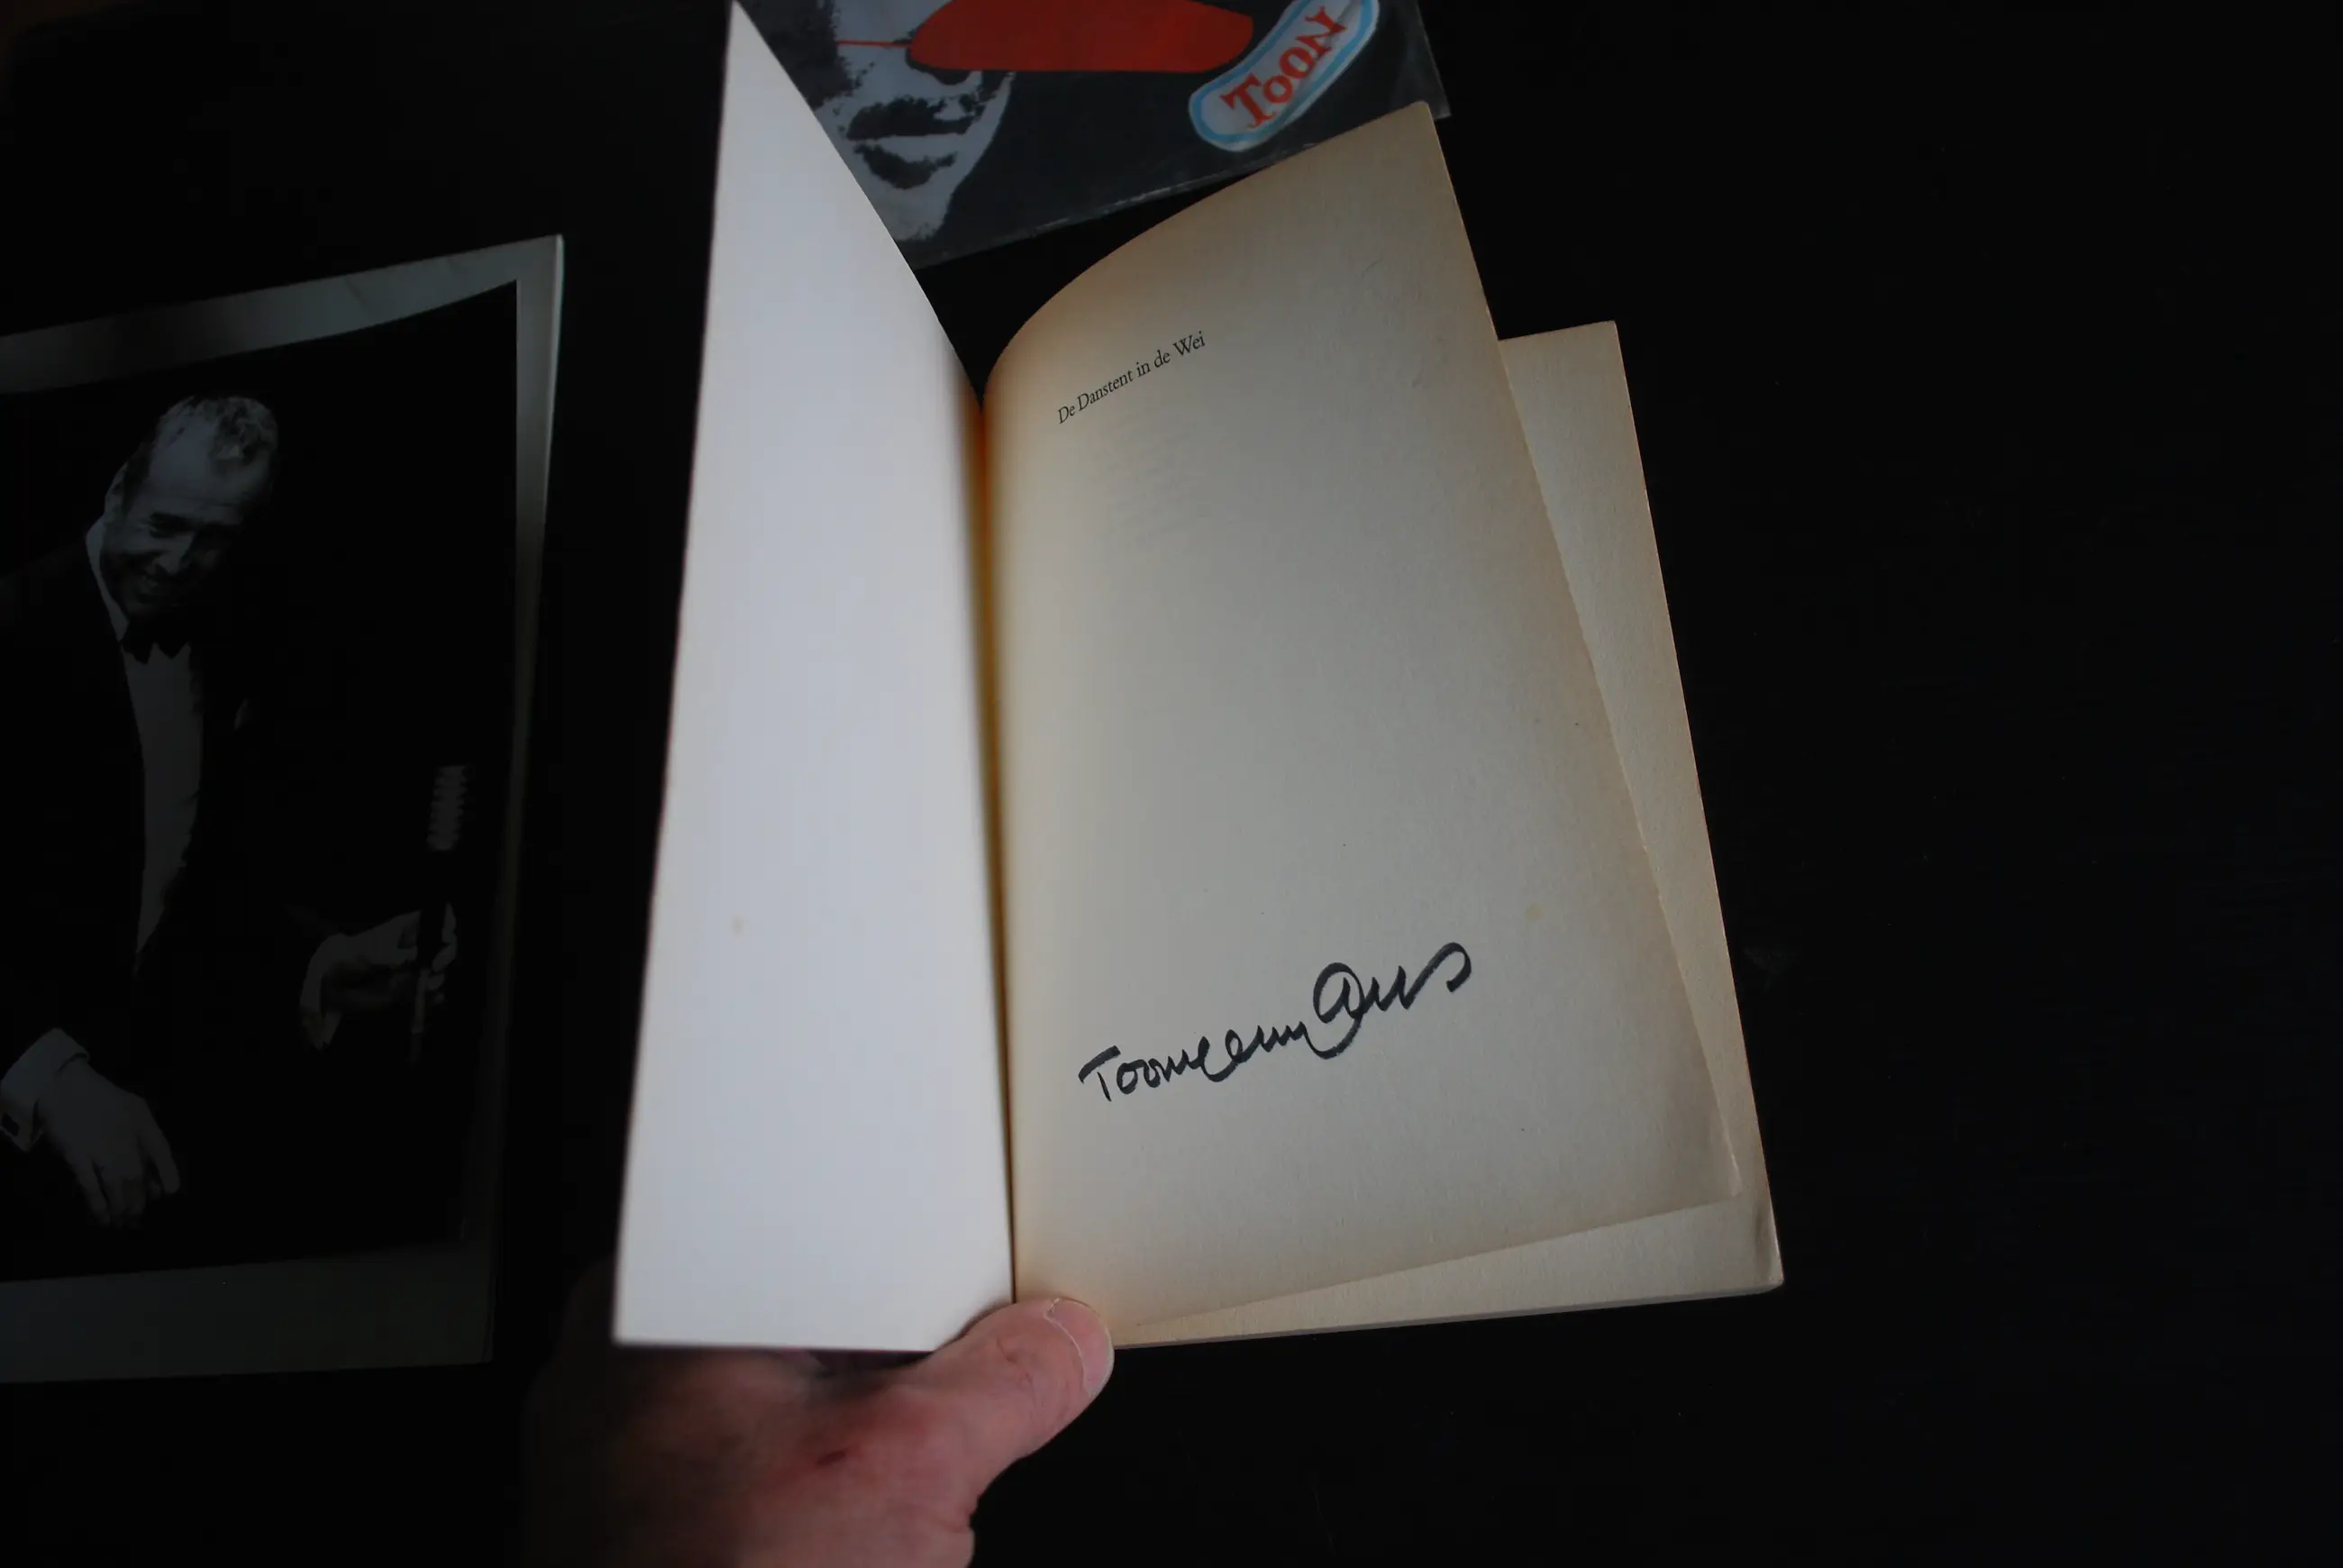 TOON
De Danstent in de Wei
Toon Hermans